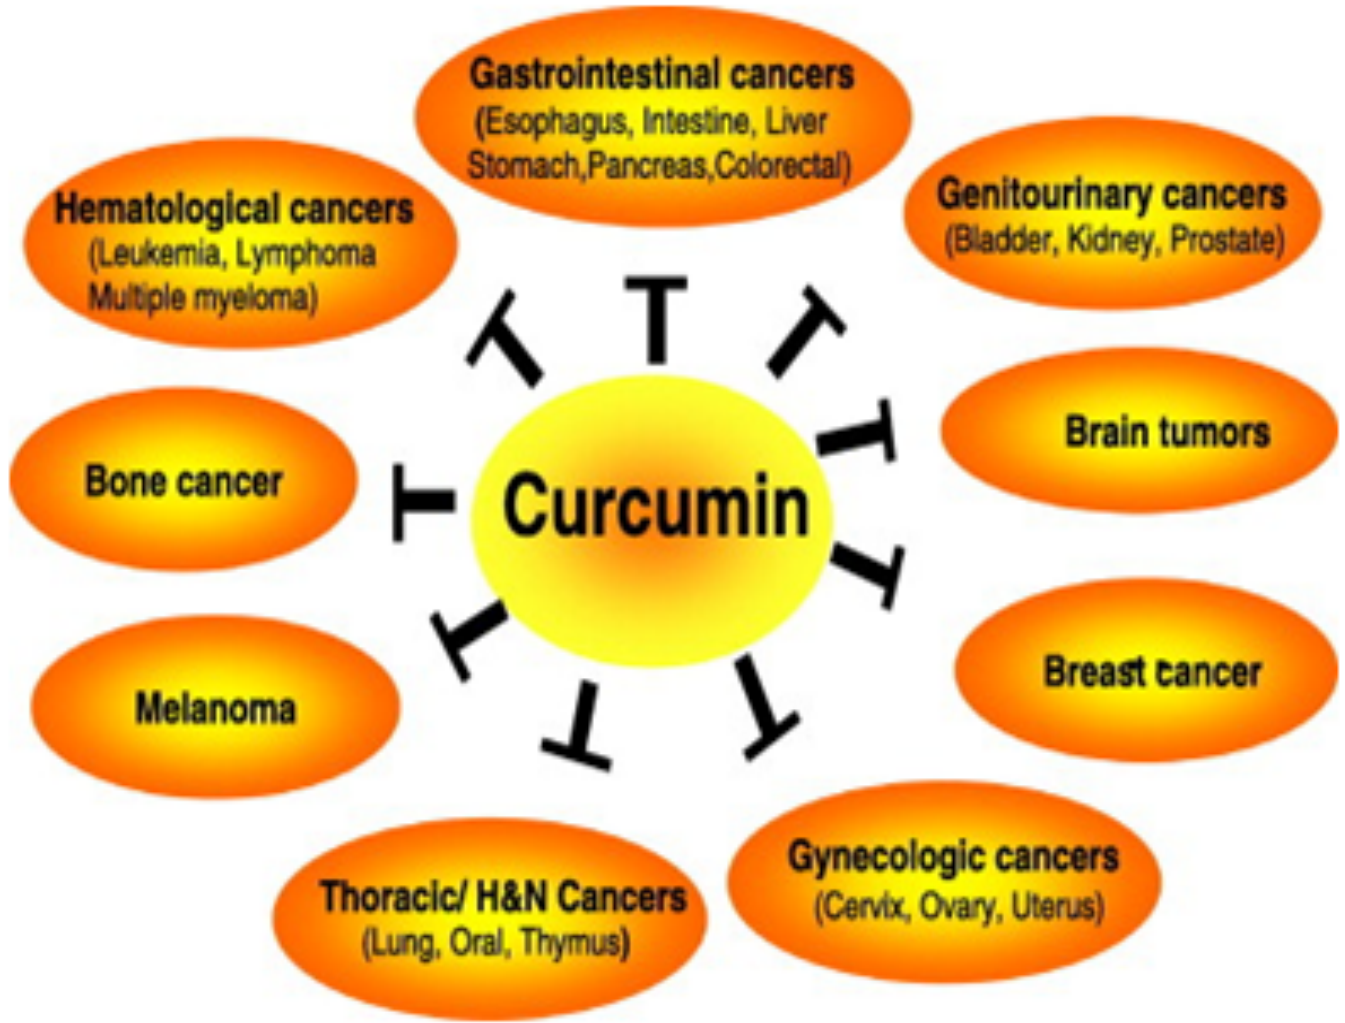 Gastrointestinal cancers
(Esophagus, Intestine, Liver
Stomach,Pancreas,Colorectal)
Hematological cancers
(Leukemia, Lymphoma
Multiple myeloma)
Genitourinary cancers
(Bladder, Kidney, Prostate)
Brain tumors
Bone cancer
Curcumin
Breast cancer
Melanoma
Thoracic/ H&N Cancers
(Lung, Oral, Thymus)
Gynecologic cancers
(Cervix, Ovary, Uterus)